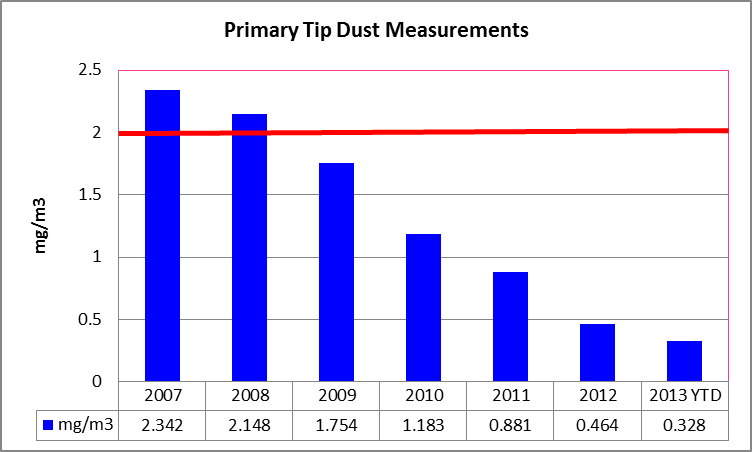 Primary Tip Dust Measurements
2.5
2
1.5
1
0.5
0
mg/m3
2007 2008 2009 2010 2011 2012 2013 YTD
mg/m3 2.342 2.148 1.754 1.183 0.881 0.464 0.328